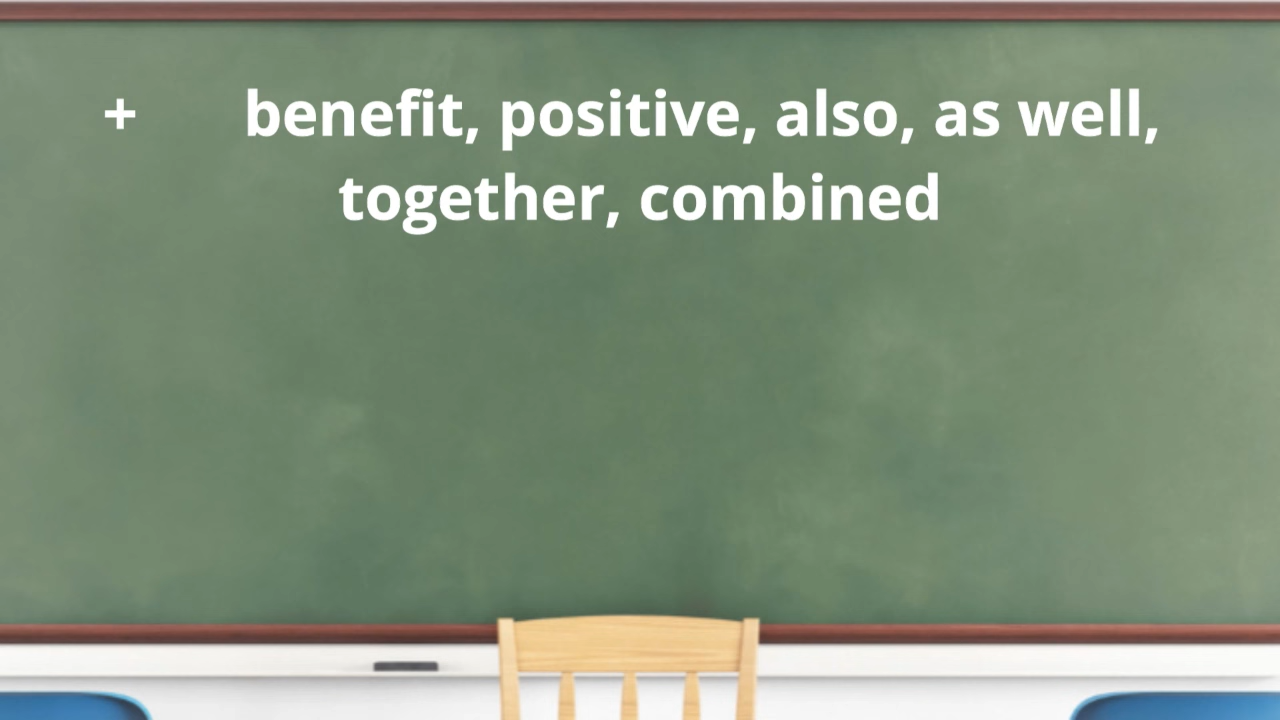 + benefit, positive, also, as well,
together, combined